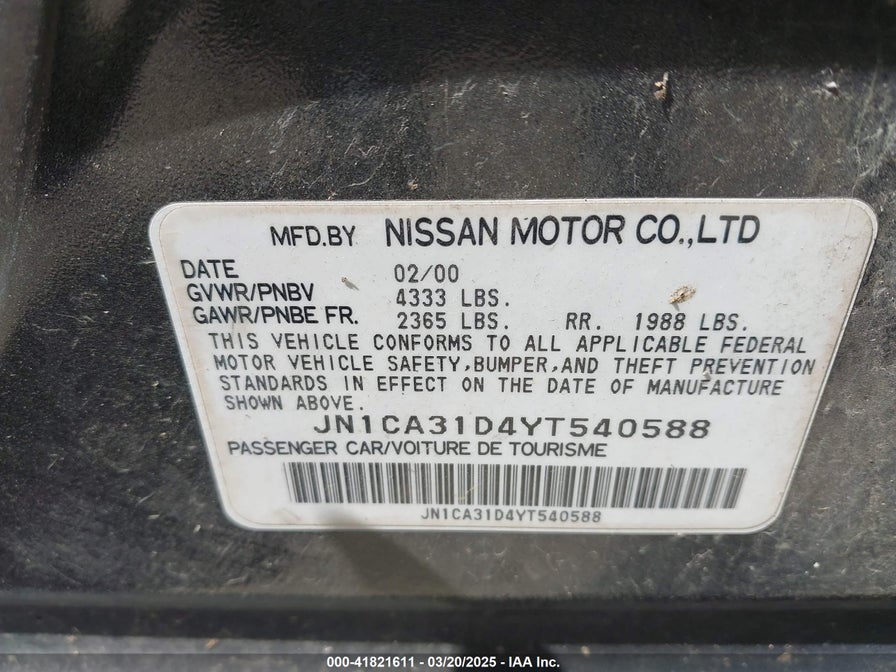 MFD.BY NISSAN MOTOR CO.,LTD
DATE 02/00
GVWR/PNBV 4333 LBS.
GAWR/PNBE FR. 2365 LBS. RR. 1988 LBS.
THIS VEHICLE CONFORMS TO ALL APPLICABLE FEDERAL
MOTOR VEHICLE SAFETY,BUMPER,AND THEFT PREVENTION
STANDARDS IN EFFECT ON THE DATE OF MANUFACTURE
SHOWN ABOVE.
JN1CA31D4YT540588
PASSENGER CAR/VOITURE DE TOURISME
JN1CA31D4YT540588
000-41821611 — 03/20/2025 — IAA Inc.